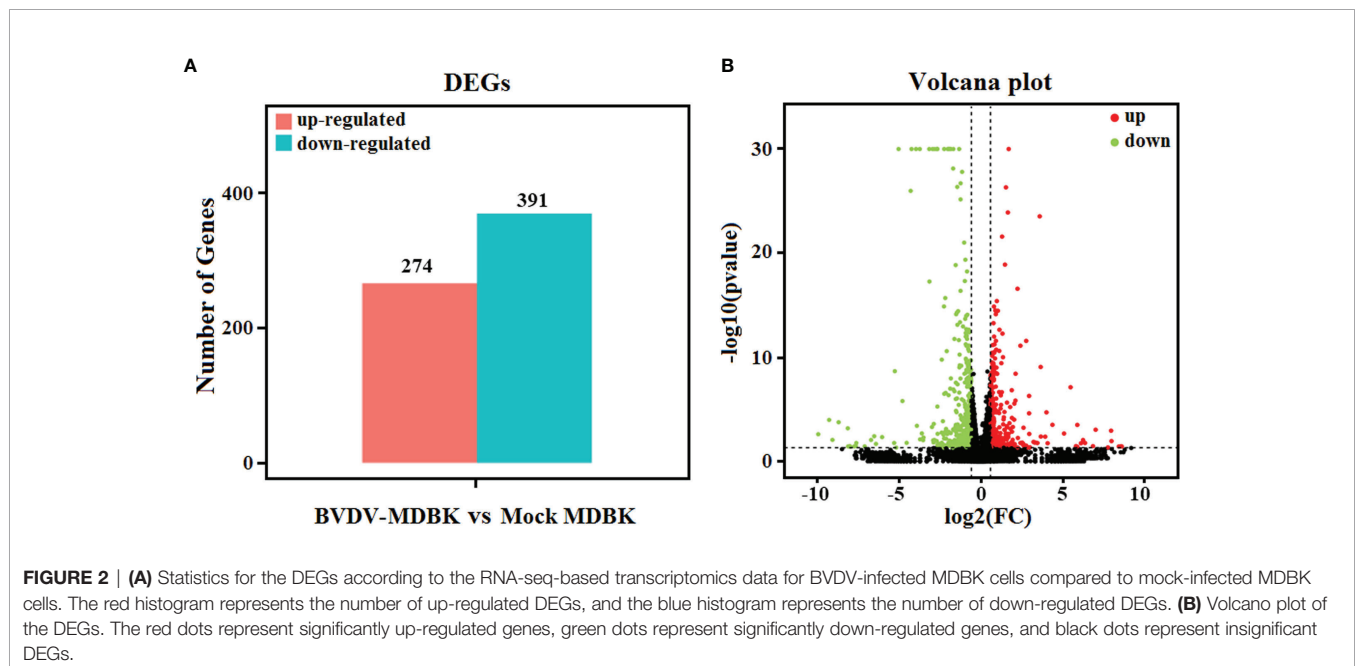 A
DEGs
up-regulated
down-regulated
Number of Genes
400
200
0
274
391
BVDV-MDBK vs Mock MDBK
B
Volcana plot
up
down
-log10(pvalue)
30
20
10
0
-10
-5
0
5
10
log2(FC)
FIGURE 2 | (A) Statistics for the DEGs according to the RNA-seq-based transcriptomics data for BVDV-infected MDBK cells compared to mock-infected MDBK
cells. The red histogram represents the number of up-regulated DEGs, and the blue histogram represents the number of down-regulated DEGs. (B) Volcano plot of
the DEGs. The red dots represent significantly up-regulated genes, green dots represent significantly down-regulated genes, and black dots represent insignificant
DEGs.